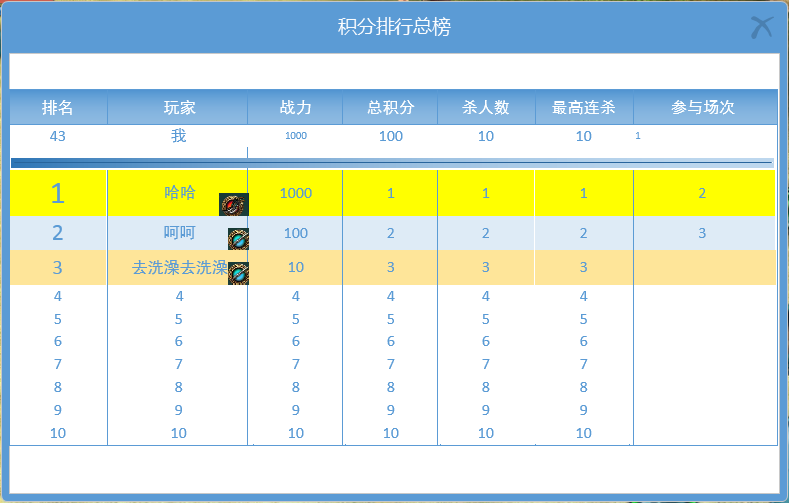 积分排行总榜
排名 玩家 战力 总积分 杀人数 最高连杀 参与场次
43 我 1000 100 10 10 1
1 哈哈 1000 1 1 1 2
2 呵呵 100 2 2 2 3
3 去洗澡去洗澡 10 3 3 3
4 4 4 4 4 4
5 5 5 5 5 5
6 6 6 6 6 6
7 7 7 7 7 7
8 8 8 8 8 8
9 9 9 9 9 9
10 10 10 10 10 10